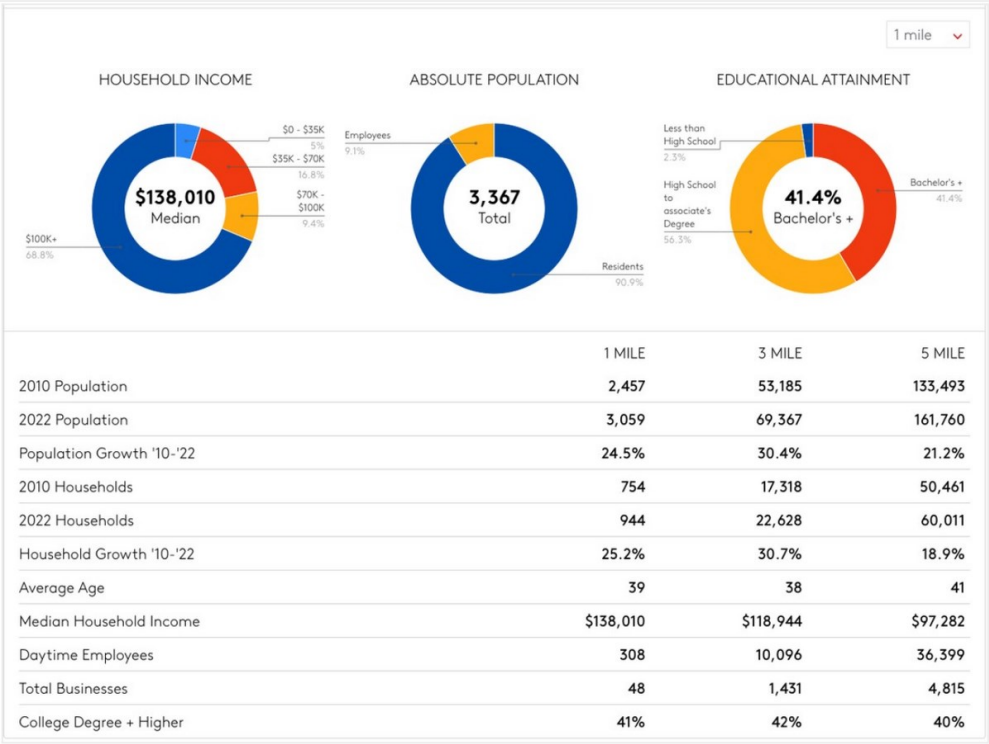 1 mile
HOUSEHOLD INCOME
$0 - $35K
5%
$35K - $70K
16.8%
$70K -
$100K
9.4%
$100K+
68.8%
$138,010
Median
ABSOLUTE POPULATION
Employees
9.1%
3,367
Total
Residents
90.9%
EDUCATIONAL ATTAINMENT
Less than
High School
2.3%
High School
to
associate's
Degree
56.3%
41.4%
Bachelor's +
Bachelor's +
41.4%
1 MILE 3 MILE 5 MILE
2010 Population 2,457 53,185 133,493
2022 Population 3,059 69,367 161,760
Population Growth '10-'22 24.5% 30.4% 21.2%
2010 Households 754 17,318 50,461
2022 Households 944 22,628 60,011
Household Growth '10-'22 25.2% 30.7% 18.9%
Average Age 39 38 41
Median Household Income $138,010 $118,944 $97,282
Daytime Employees 308 10,096 36,399
Total Businesses 48 1,431 4,815
College Degree + Higher 41% 42% 40%